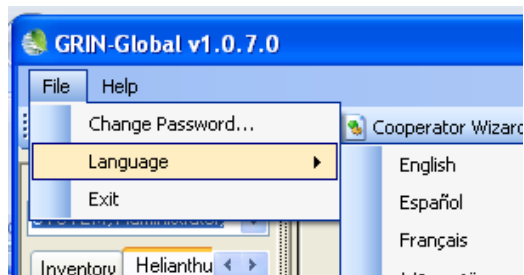 GRIN-Global v1.0.7.0
File Help
Change Password...
Cooperator Wizard
Language
English
Exit
Español
Français
Inventory Helianthu